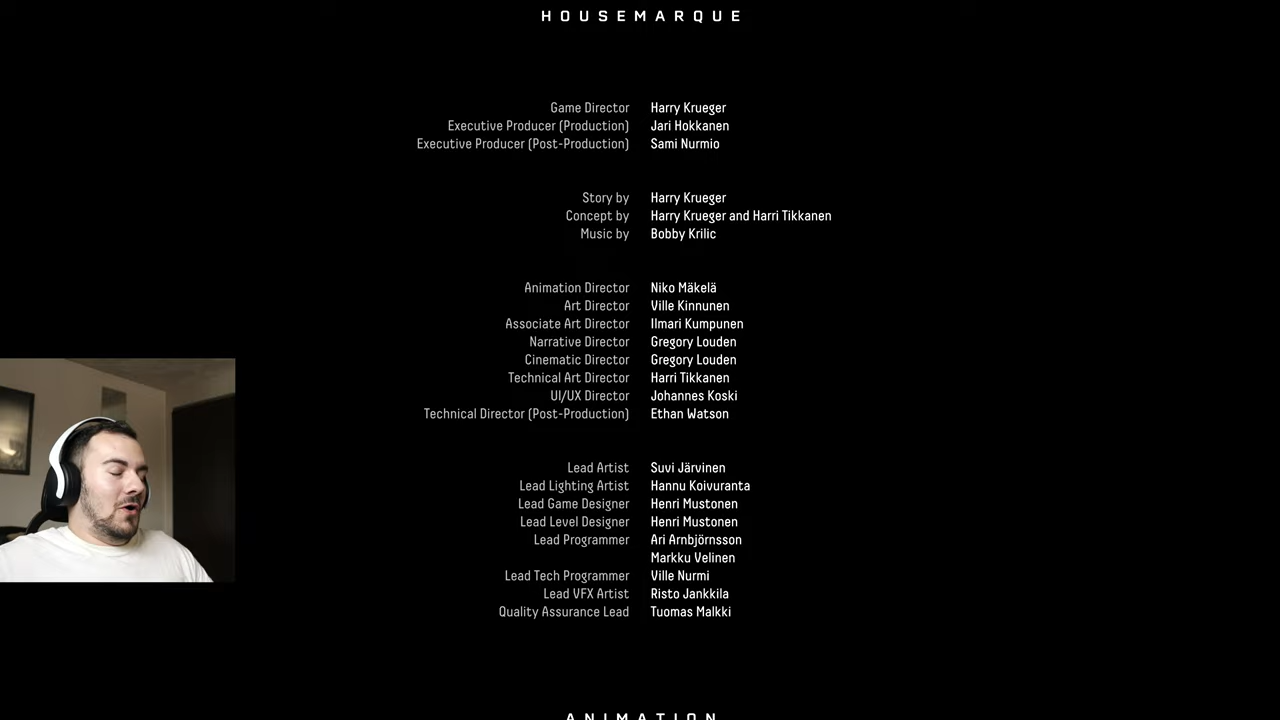 HOUSEMARQUE
Game Director Harry Krueger
Executive Producer (Production) Jari Hokkanen
Executive Producer (Post-Production) Sami Nurmio
Story by Harry Krueger
Concept by Harry Krueger and Harri Tikkanen
Music by Bobby Krilic
Animation Director Niko Mäkelä
Art Director Ville Kinnunen
Associate Art Director Ilmari Kumpunen
Narrative Director Gregory Louden
Cinematic Director Gregory Louden
Technical Art Director Harri Tikkanen
UI/UX Director Johannes Koski
Technical Director (Post-Production) Ethan Watson
Lead Artist Suvi Järvinen
Lead Lighting Artist Hannu Koivuranta
Lead Game Designer Henri Mustonen
Lead Level Designer Henri Mustonen
Lead Programmer Ari Arnbjörnsson
Markku Velinen
Lead Tech Programmer Ville Nurmi
Lead VFX Artist Risto Jankkila
Quality Assurance Lead Tuomas Malkki
ANIMATION